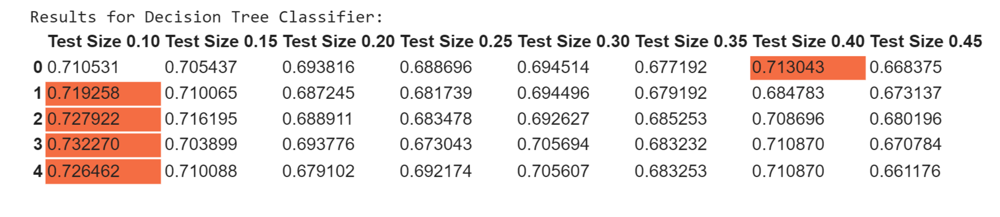 Results for Decision Tree Classifier:
Test Size 0.10 Test Size 0.15 Test Size 0.20 Test Size 0.25 Test Size 0.30 Test Size 0.35 Test Size 0.40 Test Size 0.45
0 0.710531 0.705437 0.693816 0.688696 0.694514 0.677192 0.713043 0.668375
1 0.719258 0.710065 0.687245 0.681739 0.694496 0.679192 0.684783 0.673137
2 0.727922 0.716195 0.688911 0.683478 0.692627 0.685253 0.708696 0.680196
3 0.732270 0.703899 0.693776 0.673043 0.705694 0.683232 0.710870 0.670784
4 0.726462 0.710088 0.679102 0.692174 0.705607 0.683253 0.710870 0.661176